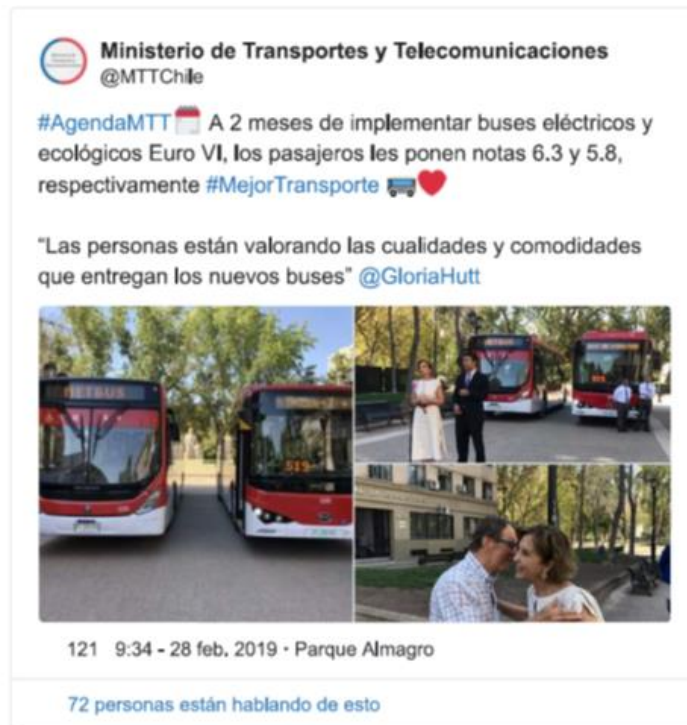 Ministerio de Transportes y Telecomunicaciones
@MTTChile
#AgendaMTT A 2 meses de implementar buses eléctricos y
ecológicos Euro VI, los pasajeros les ponen notas 6.3 y 5.8,
respectivamente #MejorTransporte
“Las personas están valorando las cualidades y comodidades
que entregan los nuevos buses” @GloriaHutt
METBUS
519
121 9:34 - 28 feb. 2019 · Parque Almagro
72 personas están hablando de esto